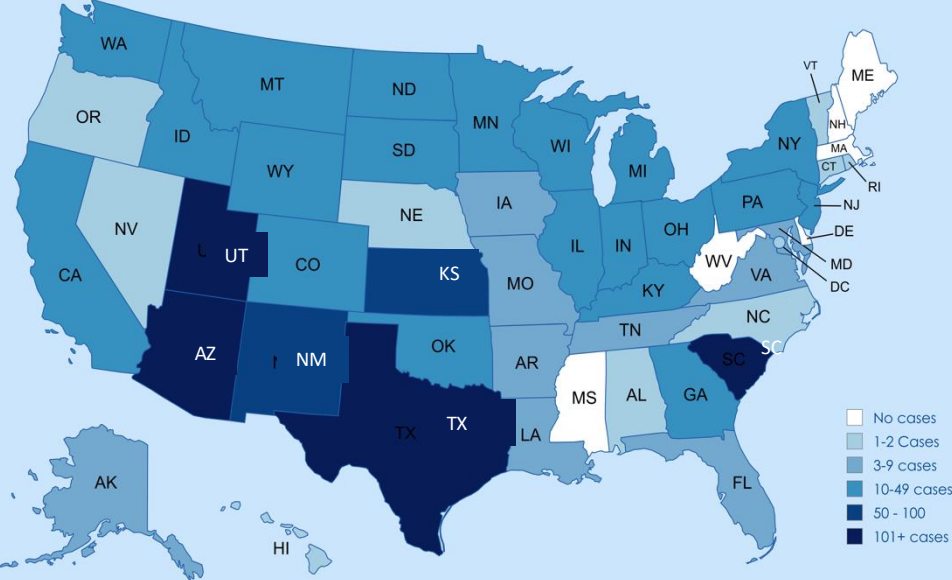 WA
MT
ND
MN
OR
ID
WY
SD
WI
MI
NY
VT
ME
NH
MA
CT
RI
NV
NE
IA
PA
NJ
CA
UT
CO
KS
MO
IL
IN
OH
WV
VA
DE
MD
DC
KY
AZ
NM
OK
AR
TN
NC
SC
SC
TX
TX
LA
MS
AL
GA
FL
AK
HI
No cases
1-2 Cases
3-9 cases
10-49 cases
50 - 100
101+ cases